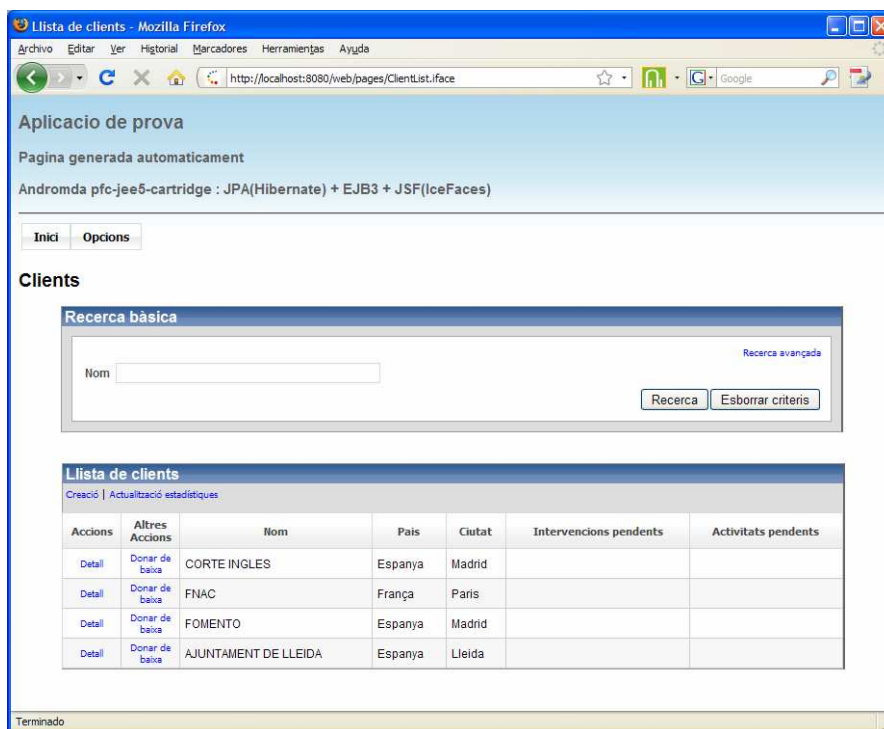 Llista de clients - Mozilla Firefox
Archivo Editar Ver Historial Marcadores Herramientas Ayuda
http://localhost:8080/web/pages/ClientList.iface
G Google
Aplicacio de prova
Pagina generada automaticament
Andromda pfc-jee5-cartridge : JPA(Hibernate) + EJB3 + JSF(IceFaces)
Inici Opcions
Clients
Recerca bàsica
Recerca avançada
Nom
Recerca Esborrar criteris
Llista de clients
Creació | Actualització estadístiques
Accions Altres Accions Nom Pais Ciutat Intervencions pendents Activitats pendents
Detall Donar de baixa CORTE INGLES Espanya Madrid
Detall Donar de baixa FNAC França Paris
Detall Donar de baixa FOMENTO Espanya Madrid
Detall Donar de baixa AJUNTAMENT DE LLEIDA Espanya Lleida
Terminado